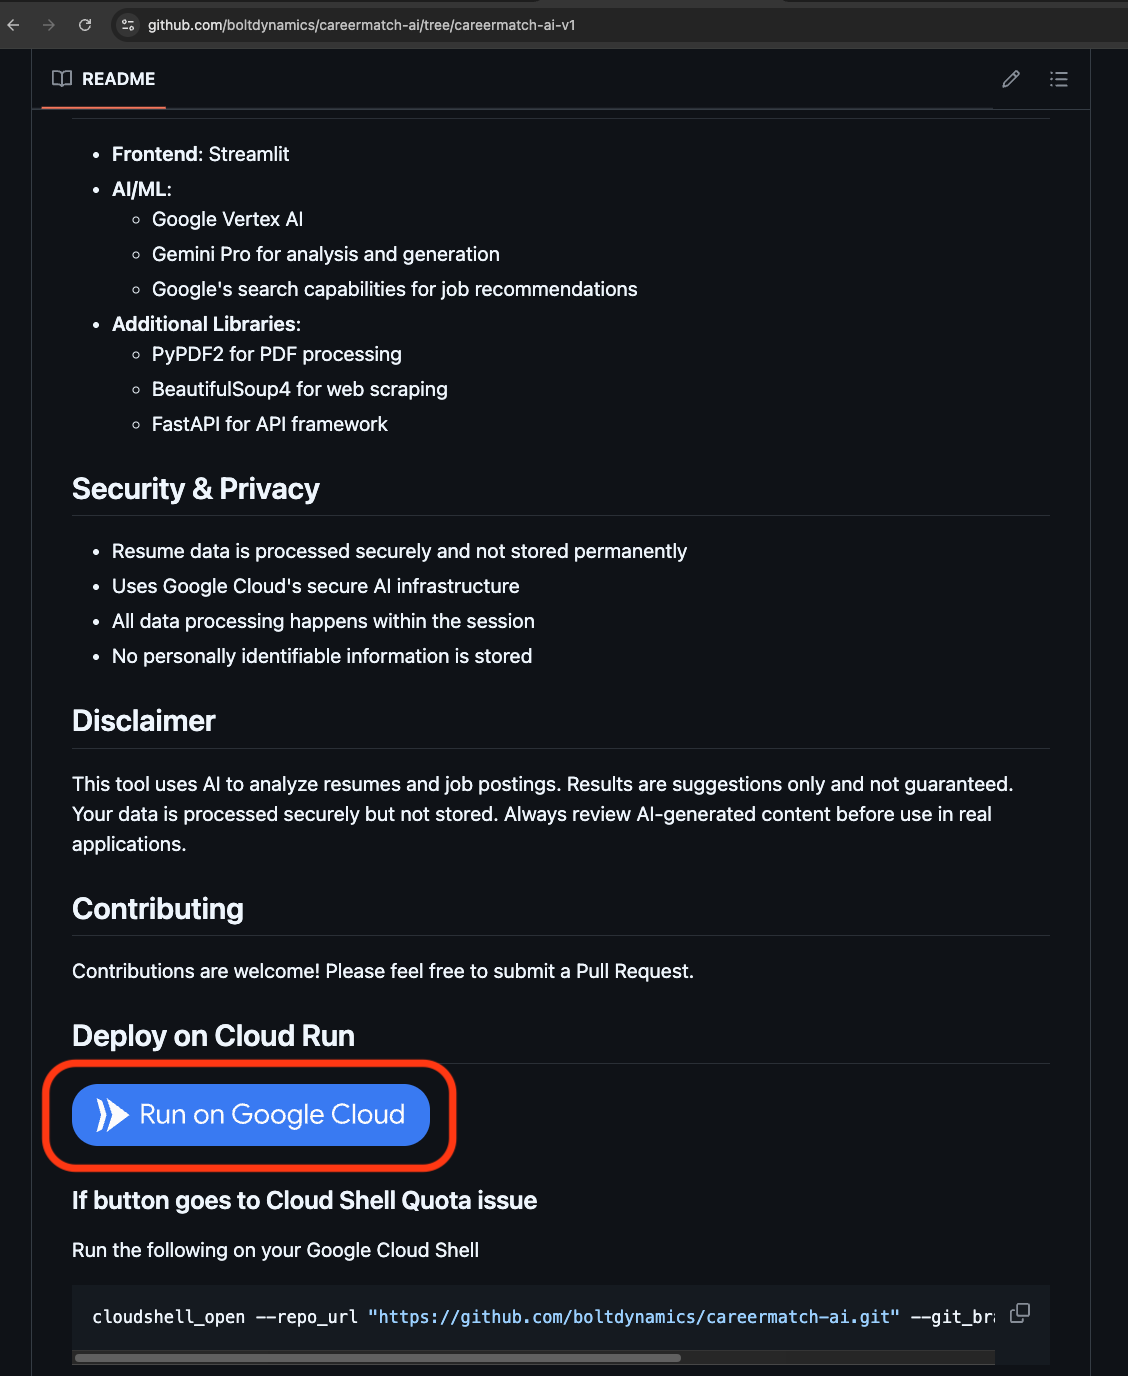 github.com/boltdynamics/careermatch-ai/tree/careermatch-ai-v1
README
Frontend: Streamlit
AI/ML:
Google Vertex AI
Gemini Pro for analysis and generation
Google's search capabilities for job recommendations
Additional Libraries:
PyPDF2 for PDF processing
BeautifulSoup4 for web scraping
FastAPI for API framework
Security & Privacy
Resume data is processed securely and not stored permanently
Uses Google Cloud's secure AI infrastructure
All data processing happens within the session
No personally identifiable information is stored
Disclaimer
This tool uses AI to analyze resumes and job postings. Results are suggestions only and not guaranteed.
Your data is processed securely but not stored. Always review AI-generated content before use in real
applications.
Contributing
Contributions are welcome! Please feel free to submit a Pull Request.
Deploy on Cloud Run
Run on Google Cloud
If button goes to Cloud Shell Quota issue
Run the following on your Google Cloud Shell
cloudshell_open --repo_url "https://github.com/boltdynamics/careermatch-ai.git" --git_bra